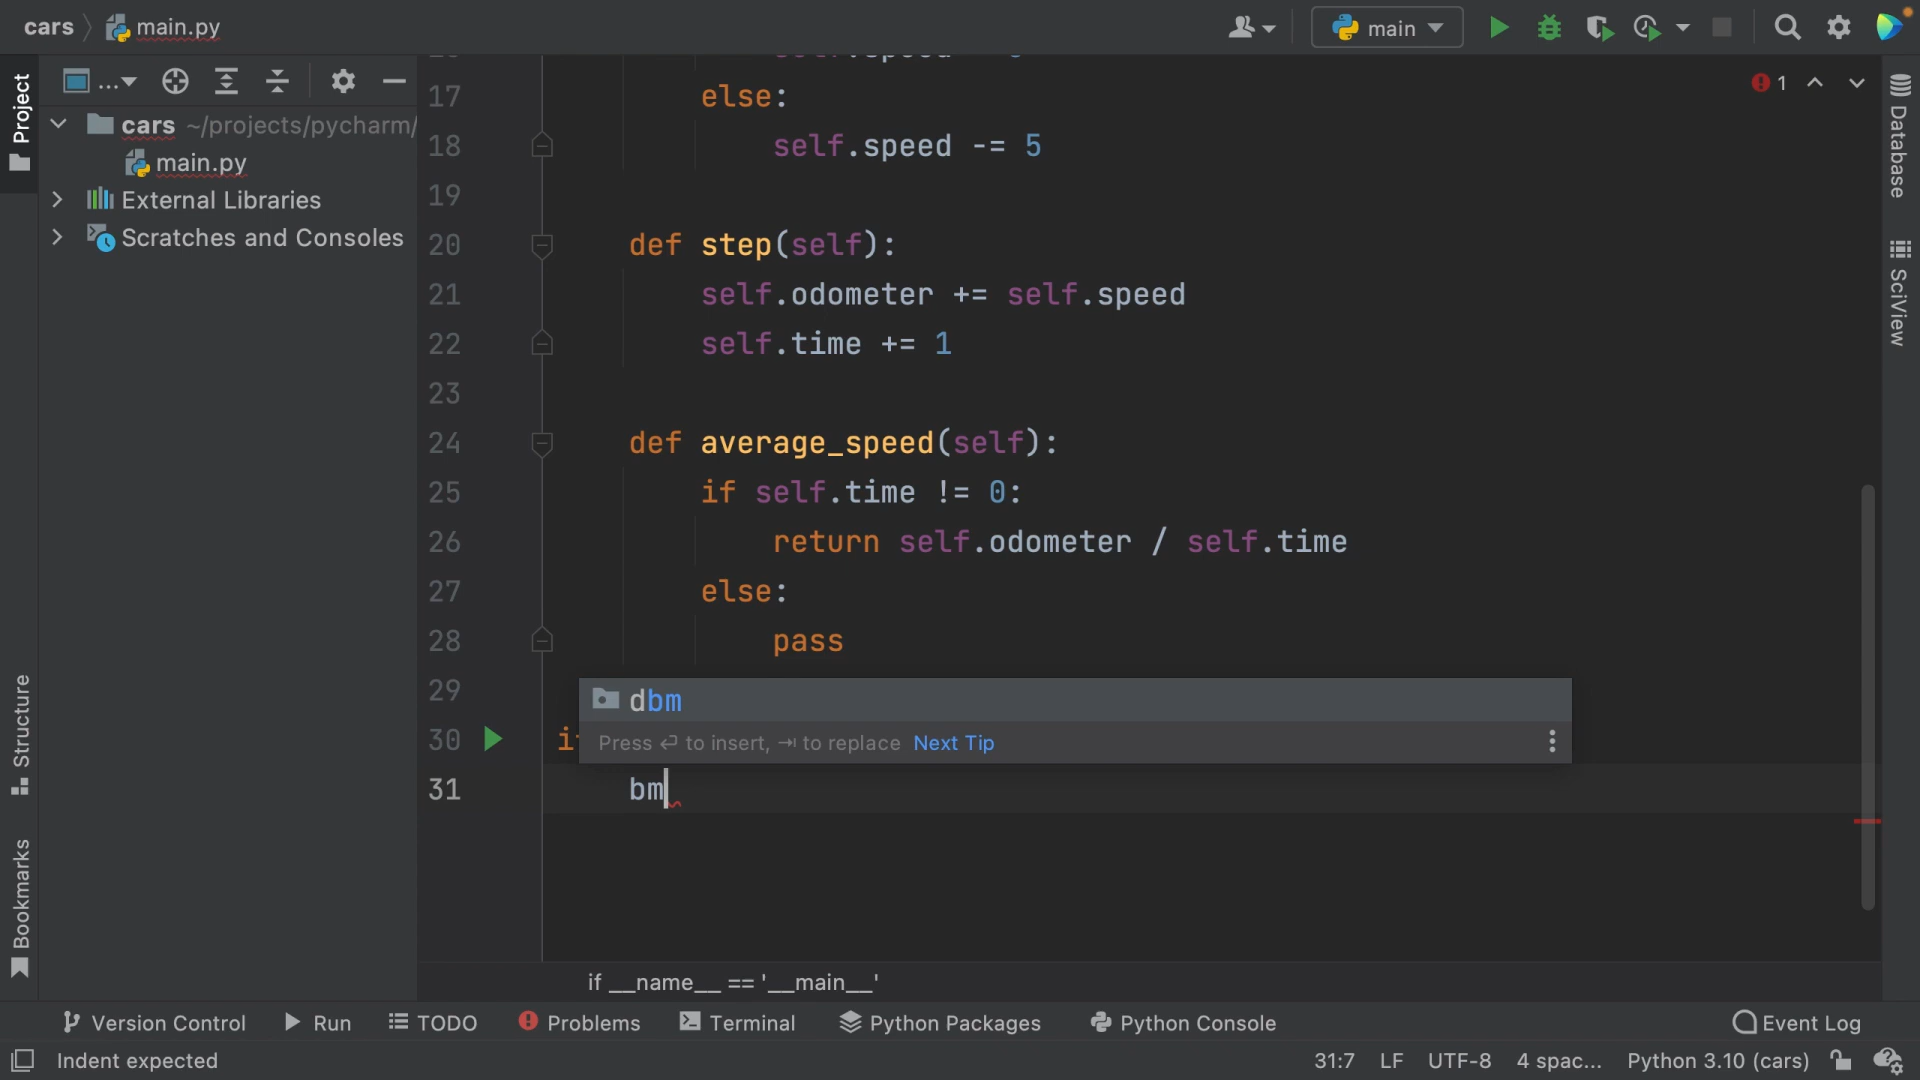 cars main.py
main
Project
...
cars ~/projects/pycharm/
main.py
External Libraries
Scratches and Consoles
Structure
Bookmarks
17 else:
18 self.speed -= 5
19
20 def step(self):
21 self.odometer += self.speed
22 self.time += 1
23
24 def average_speed(self):
25 if self.time != 0:
26 return self.odometer / self.time
27 else:
28 pass
29
30
dbm
Press ↩ to insert, ⇥ to replace Next Tip
31 bm
1
Database
SciView
if __name__ == '__main__'
Version Control Run TODO Problems Terminal Python Packages Python Console Event Log
Indent expected 31:7 LF UTF-8 4 spac... Python 3.10 (cars)